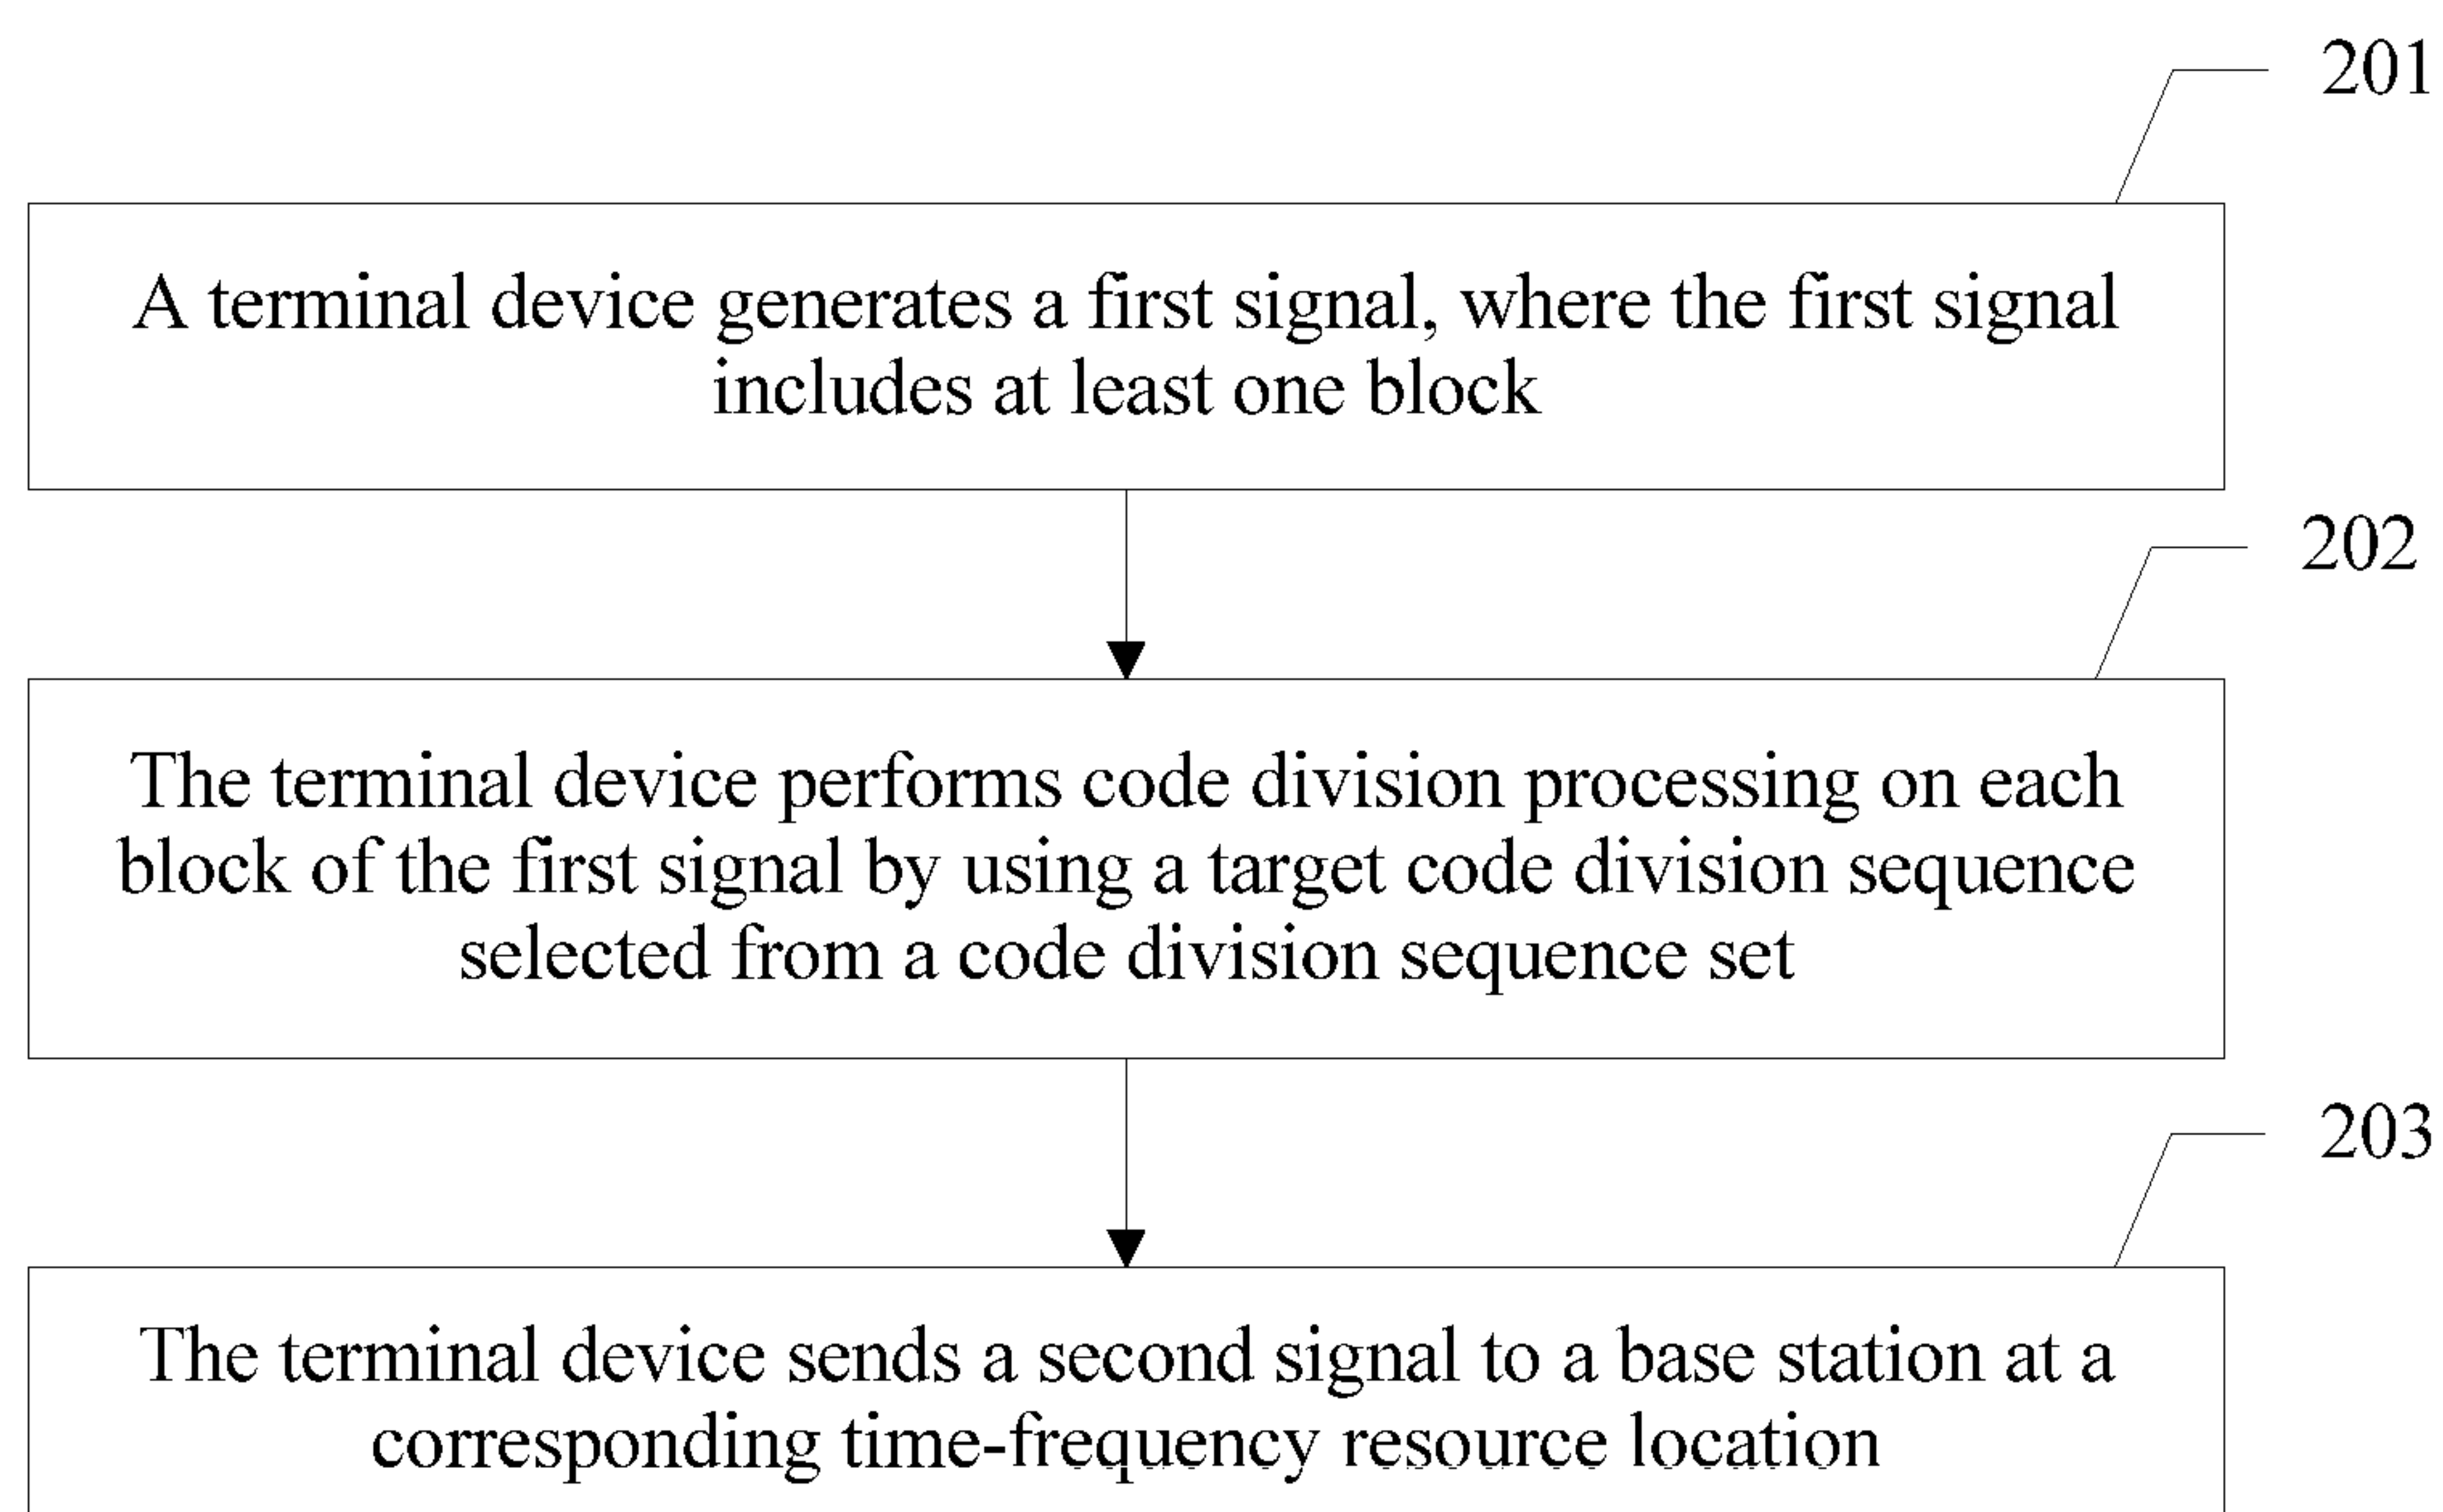 201
A terminal device generates a first signal, where the first signal
includes at least one block
202
The terminal device performs code division processing on each
block of the first signal by using a target code division sequence
selected from a code division sequence set
203
The terminal device sends a second signal to a base station at a
corresponding time-frequency resource location